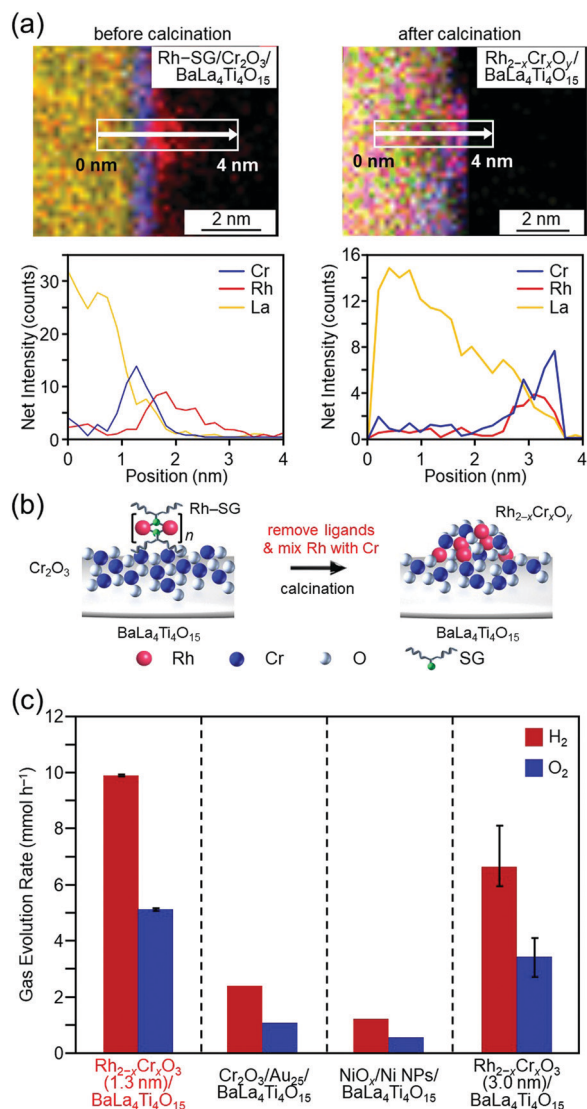 (a)
before calcination
after calcination
Rh–SG/Cr₂O₃/
BaLa₄Ti₄O₁₅
Rh₂₋ₓCrₓOᵧ/
BaLa₄Ti₄O₁₅
0 nm
4 nm
2 nm
0 nm
4 nm
2 nm
Net Intensity (counts)
30
20
10
0
Cr
Rh
La
0 1 2 3 4
Position (nm)
Net Intensity (counts)
16
12
8
4
0
Cr
Rh
La
0 1 2 3 4
Position (nm)
(b)
Rh–SG
n
Cr₂O₃
BaLa₄Ti₄O₁₅
remove ligands
& mix Rh with Cr
calcination
Rh₂₋ₓCrₓOᵧ
BaLa₄Ti₄O₁₅
Rh Cr O SG
(c)
Gas Evolution Rate (mmol h⁻¹)
12
10
8
6
4
2
0
H₂
O₂
Rh₂₋ₓCrₓO₃
(1.3 nm)/
BaLa₄Ti₄O₁₅
Cr₂O₃/Au₂₅/
BaLa₄Ti₄O₁₅
NiOₓ/Ni NPs/
BaLa₄Ti₄O₁₅
Rh₂₋ₓCrₓO₃
(3.0 nm)/
BaLa₄Ti₄O₁₅